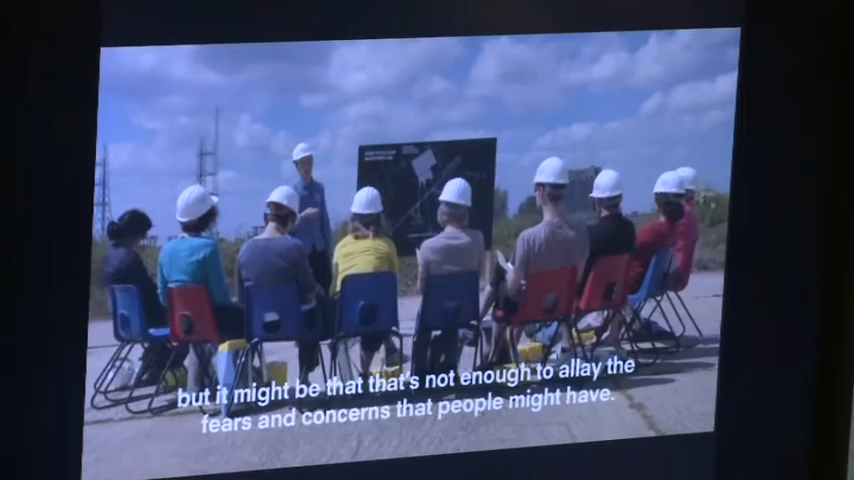 but it might be that that's not enough to allay the
fears and concerns that people might have.